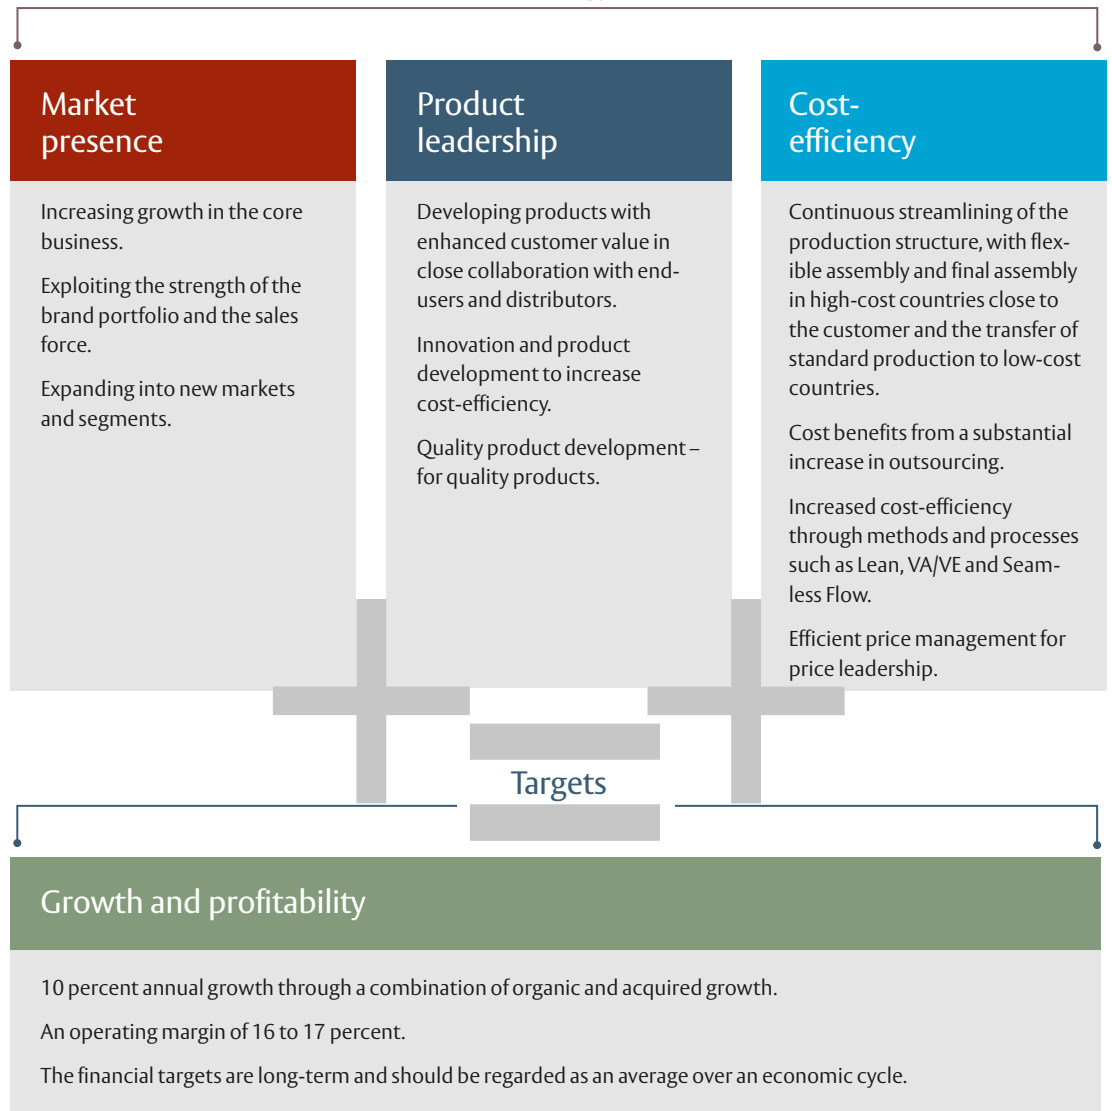 Market
presence
Increasing growth in the core
business.
Exploiting the strength of the
brand portfolio and the sales
force.
Expanding into new markets
and segments.
Product
leadership
Developing products with
enhanced customer value in
close collaboration with end-
users and distributors.
Innovation and product
development to increase
cost-efficiency.
Quality product development –
for quality products.
Cost-
efficiency
Continuous streamlining of the
production structure, with flex-
ible assembly and final assembly
in high-cost countries close to
the customer and the transfer of
standard production to low-cost
countries.
Cost benefits from a substantial
increase in outsourcing.
Increased cost-efficiency
through methods and processes
such as Lean, VA/VE and Seam-
less Flow.
Efficient price management for
price leadership.
Targets
Growth and profitability
10 percent annual growth through a combination of organic and acquired growth.
An operating margin of 16 to 17 percent.
The financial targets are long-term and should be regarded as an average over an economic cycle.